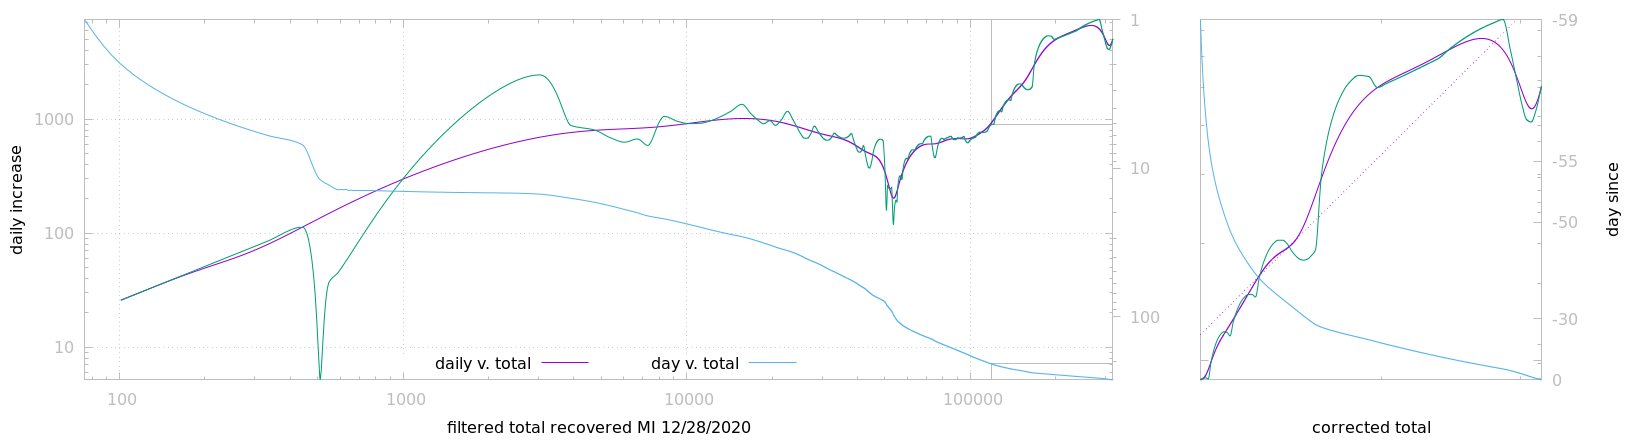 1
-59
daily increase
1000
100
10
10
100
-55
-50
-30
0
day since
daily v. total
day v. total
100
1000
10000
100000
filtered total recovered MI 12/28/2020
corrected total